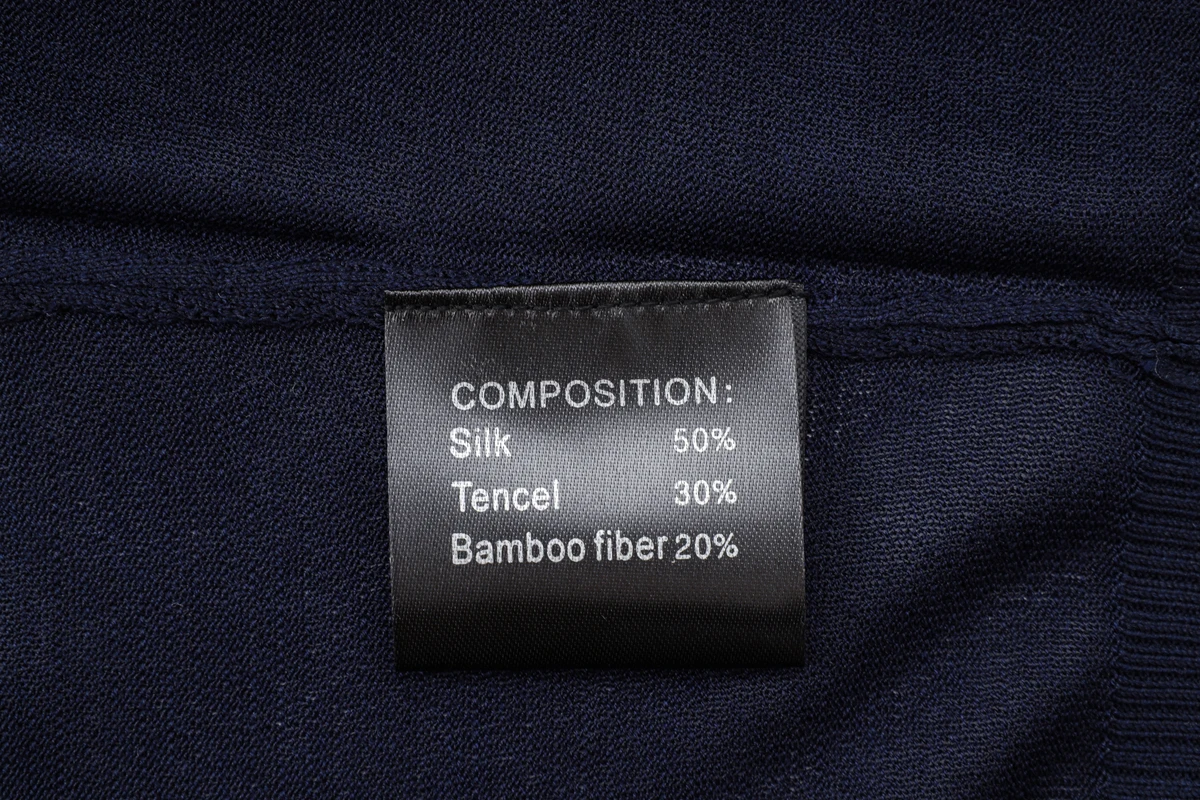 COMPOSITION:
Silk 50%
Tencel 30%
Bamboo fiber 20%